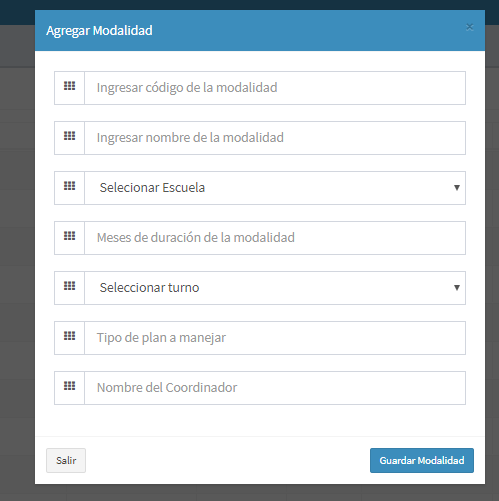 Agregar Modalidad
×
Ingresar código de la modalidad
Ingresar nombre de la modalidad
Selecionar Escuela
Meses de duración de la modalidad
Seleccionar turno
Tipo de plan a manejar
Nombre del Coordinador
Salir
Guardar Modalidad